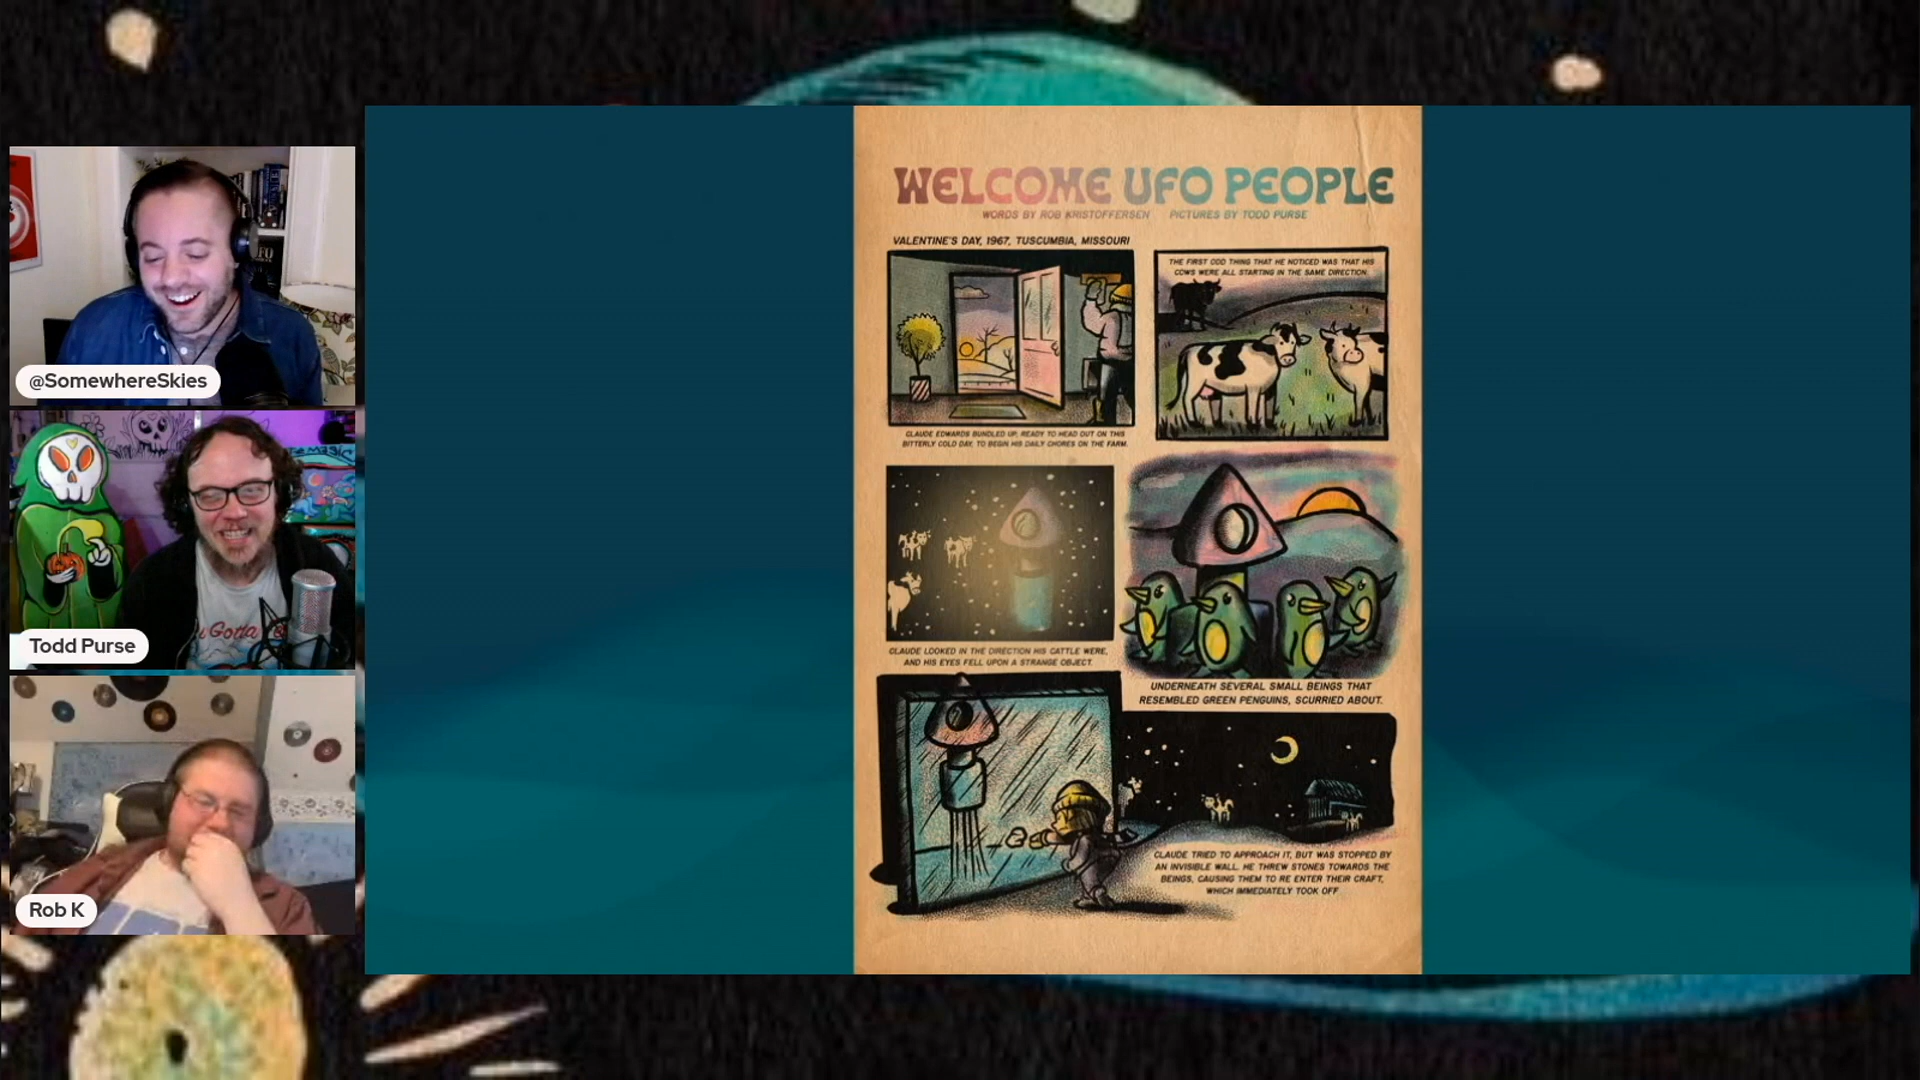 @SomewhereSkies
Todd Purse
Rob K
UFO
Gotta
WELCOME UFO PEOPLE
WORDS BY ROB KRISTOFFERSEN PICTURES BY TODD PURSE
VALENTINE'S DAY, 1967, TUSCUMBIA, MISSOURI
CLAUDE EDWARDS BUNDLED UP, READY TO HEAD OUT ON THIS
BITTERLY COLD DAY, TO BEGIN HIS DAILY CHORES ON THE FARM.
THE FIRST ODD THING THAT HE NOTICED WAS THAT HIS
COWS WERE ALL STARTING IN THE SAME DIRECTION.
CLAUDE LOOKED IN THE DIRECTION HIS CATTLE WERE,
AND HIS EYES FELL UPON A STRANGE OBJECT.
UNDERNEATH SEVERAL SMALL BEINGS THAT
RESEMBLED GREEN PENGUINS, SCURRIED ABOUT.
CLAUDE TRIED TO APPROACH IT, BUT WAS STOPPED BY
AN INVISIBLE WALL. HE THREW STONES TOWARDS THE
BEINGS, CAUSING THEM TO RE ENTER THEIR CRAFT,
WHICH IMMEDIATELY TOOK OFF